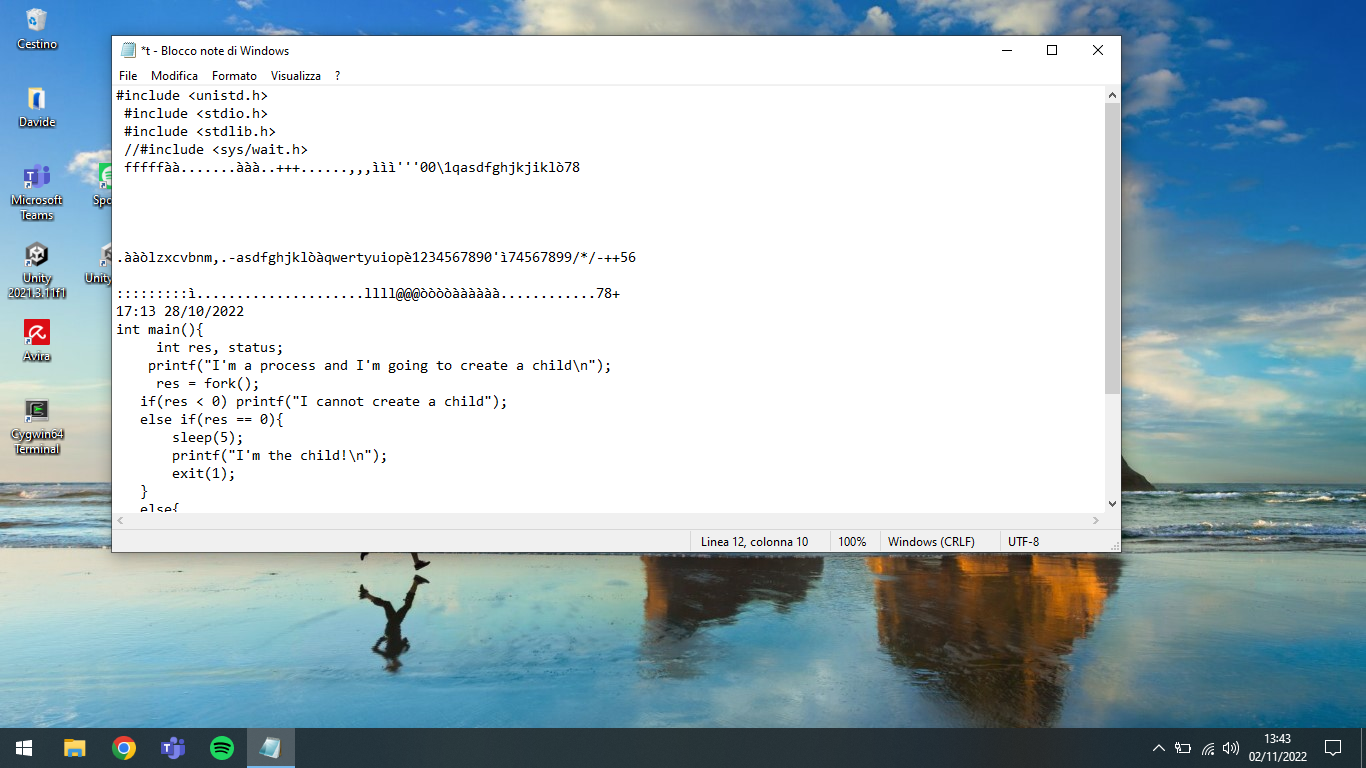 Cestino
Davide
Microsoft
Teams
Spo
Unity
2021.3.11f1
Unity
Avira
Cygwin64
Terminal
*t - Blocco note di Windows
File Modifica Formato Visualizza ?
#include <unistd.h>
#include <stdio.h>
#include <stdlib.h>
//#include <sys/wait.h>
fffffàà.......ààà..+++......,,,ììì'''00\1qasdfghjkjiklò78
.ààòlzxcvbnm,.-asdfghjklòàqwertyuiopè1234567890'ì74567899/*/-++56
:::::::::ì.....................llll@@@òòòòàààààà............78+
17:13 28/10/2022
int main(){
int res, status;
printf("I'm a process and I'm going to create a child\n");
res = fork();
if(res < 0) printf("I cannot create a child");
else if(res == 0){
sleep(5);
printf("I'm the child!\n");
exit(1);
}
else{
Linea 12, colonna 10 100% Windows (CRLF) UTF-8
13:43
02/11/2022